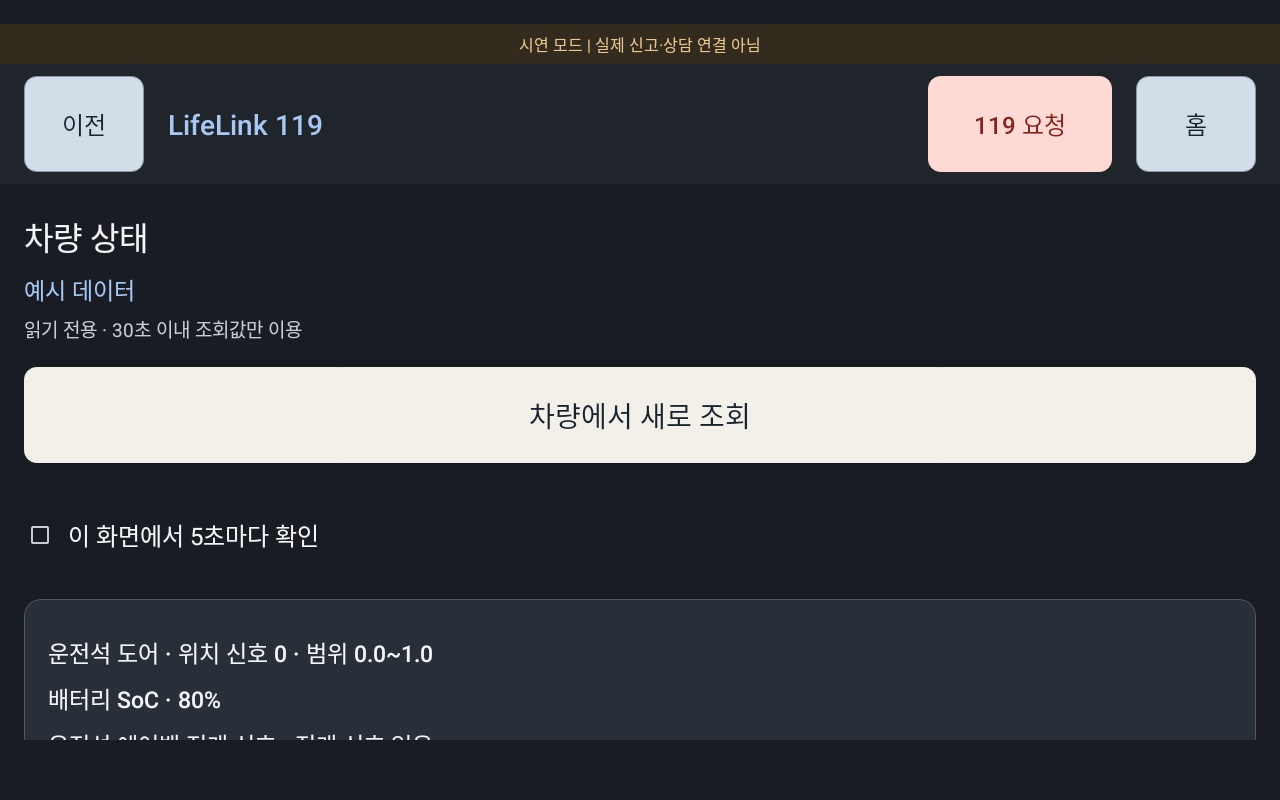 시연 모드 | 실제 신고·상담 연결 아님
이전
LifeLink 119
119 요청
홈
차량 상태
예시 데이터
읽기 전용 · 30초 이내 조회값만 이용
차량에서 새로 조회
이 화면에서 5초마다 확인
운전석 도어 · 위치 신호 0 · 범위 0.0~1.0
배터리 SoC · 80%